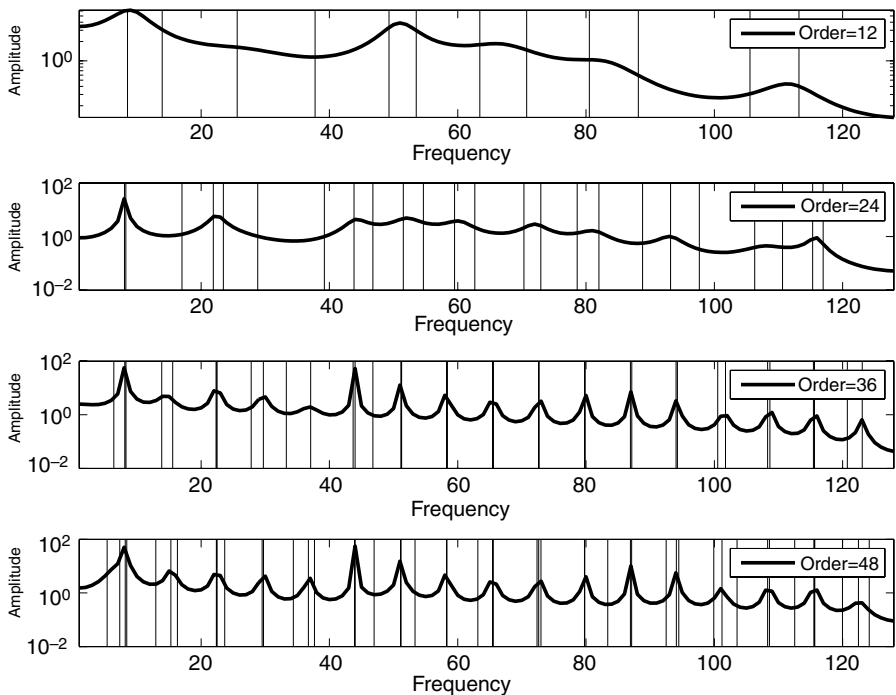 Amplitude
10⁰
Order=12
20 40 60 80 100 120
Frequency
Amplitude
10²
10⁰
10⁻²
Order=24
20 40 60 80 100 120
Frequency
Amplitude
10²
10⁰
10⁻²
Order=36
20 40 60 80 100 120
Frequency
Amplitude
10²
10⁰
10⁻²
Order=48
20 40 60 80 100 120
Frequency